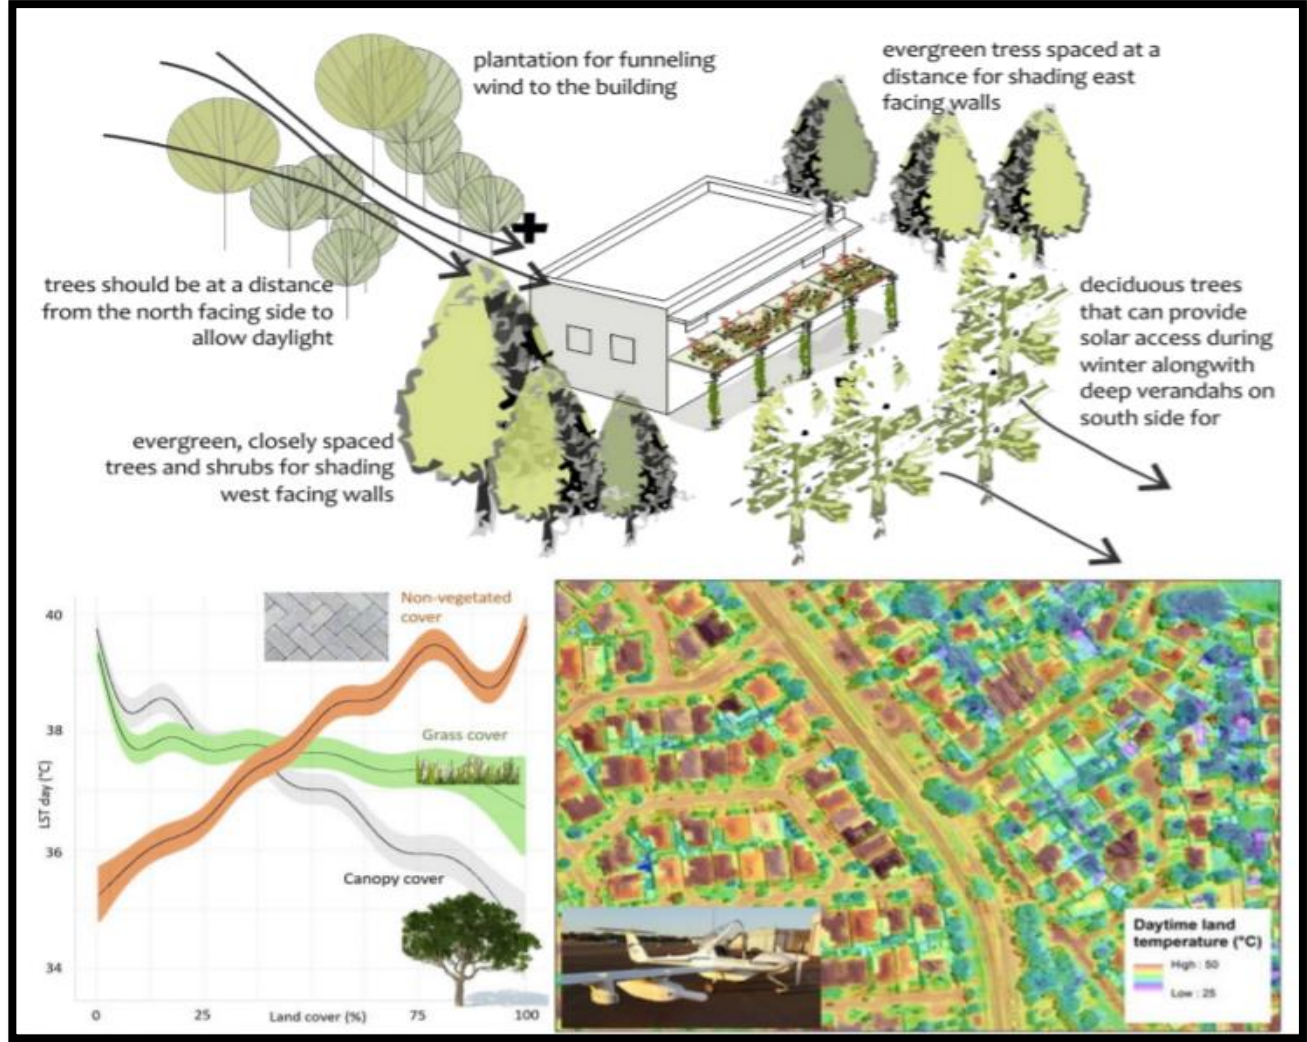 plantation for funneling
wind to the building
evergreen tress spaced at a
distance for shading east
facing walls
trees should be at a distance
from the north facing side to
allow daylight
deciduous trees
that can provide
solar access during
winter alongwith
deep verandahs on
south side for
evergreen, closely spaced
trees and shrubs for shading
west facing walls
Non-vegetated
cover
Grass cover
Canopy cover
LST day (°C)
40
38
36
34
0
25
Land cover (%)
75
100
Daytime land
temperature (°C)
High : 50
Low : 25